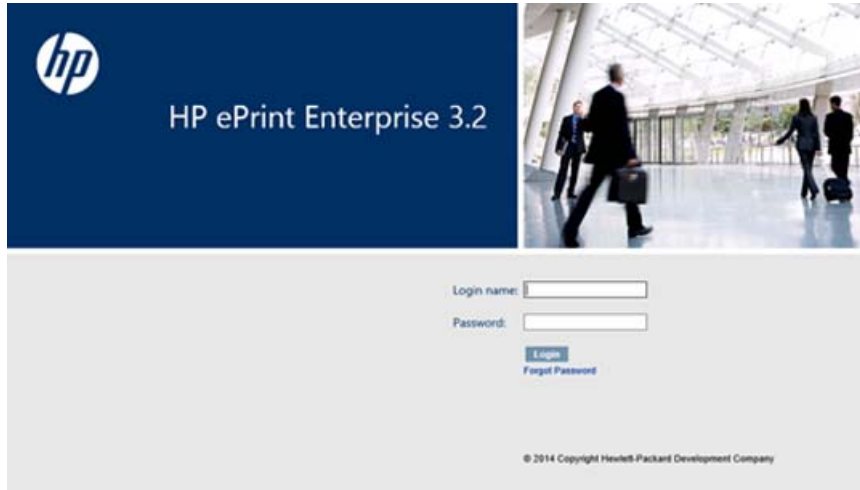 hp
HP ePrint Enterprise 3.2
Login name:
Password:
Login
Forgot Password
© 2014 Copyright Hewlett-Packard Development Company